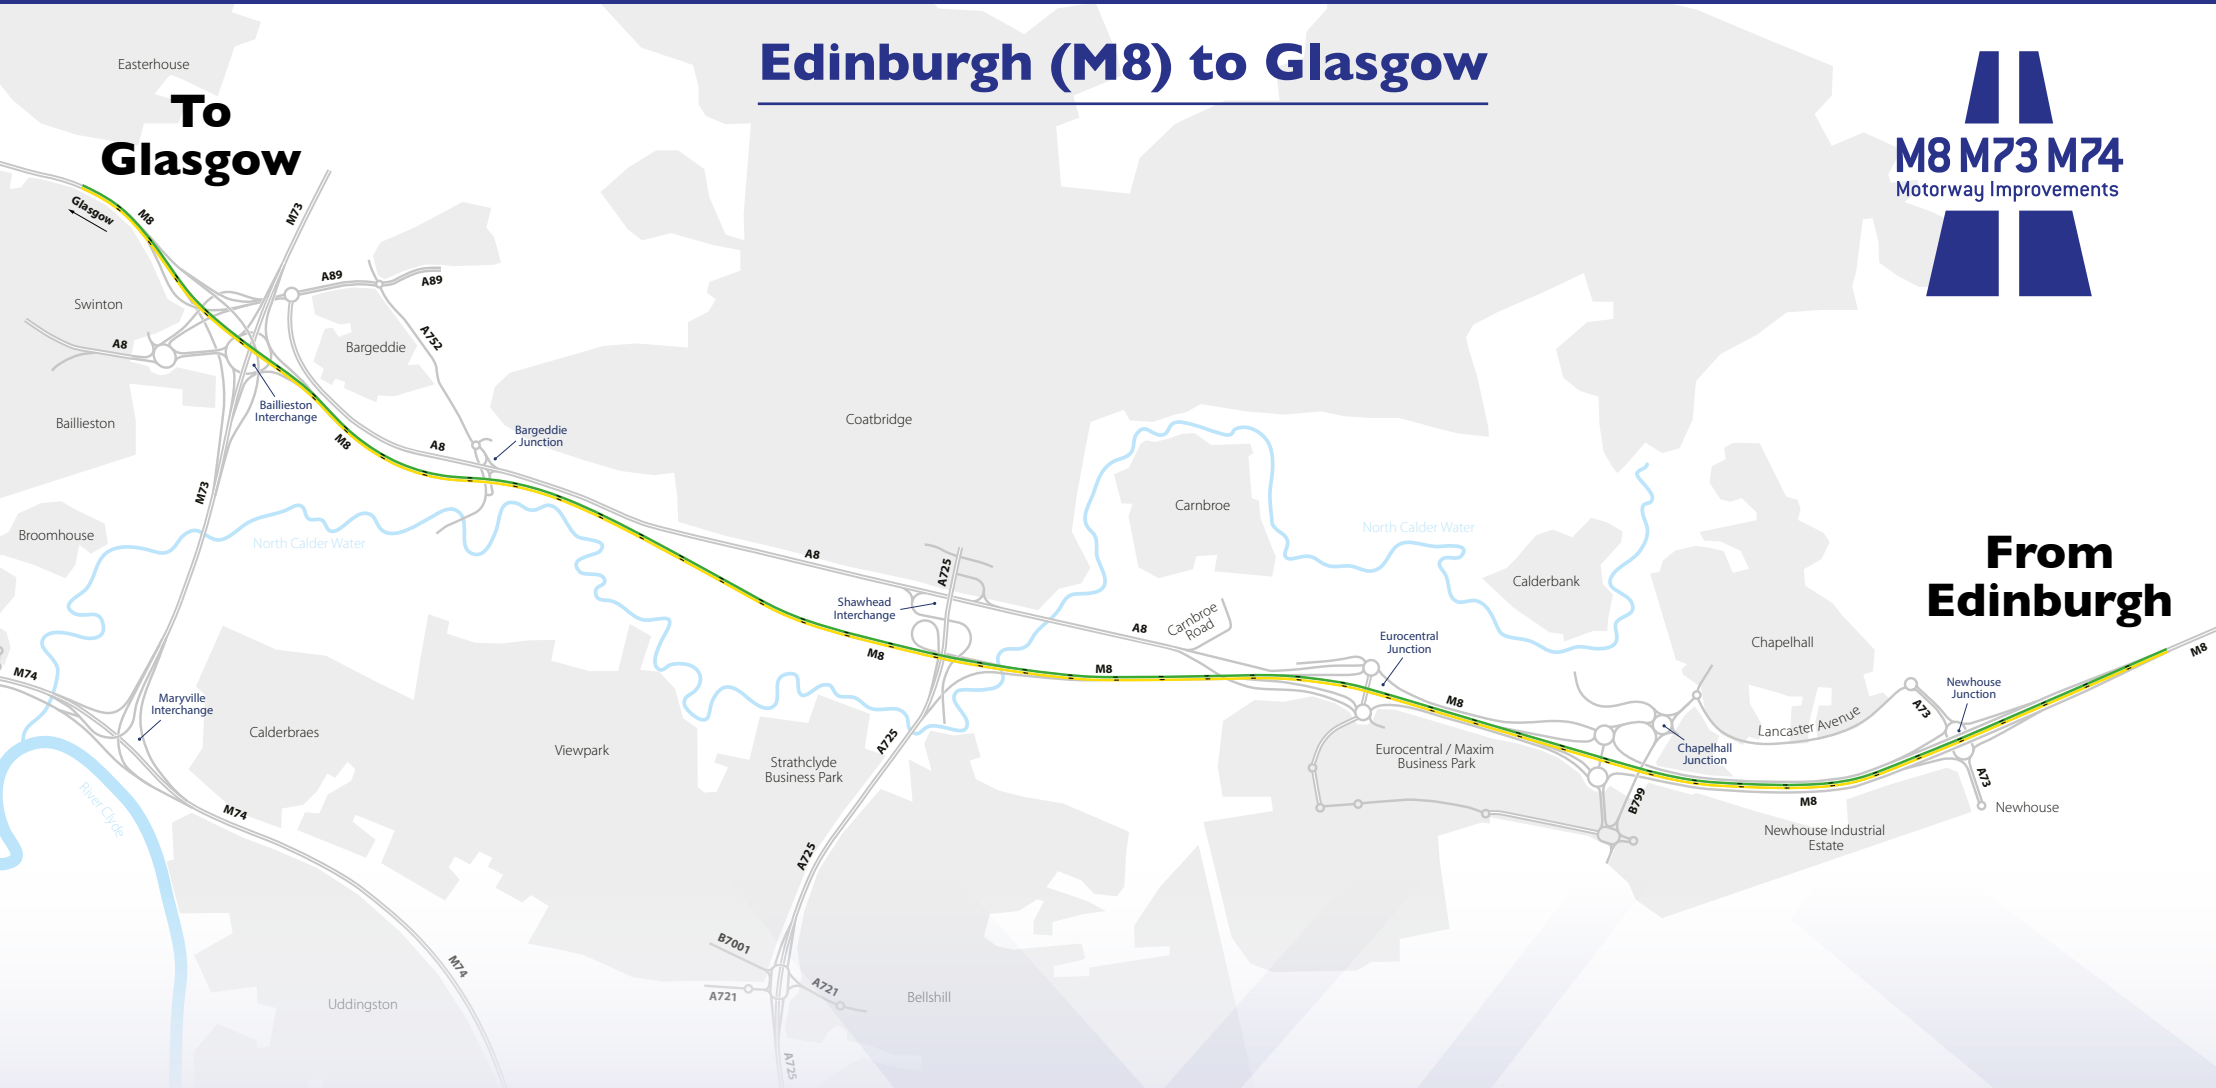 Edinburgh (M8) to Glasgow
Easterhouse
To
Glasgow
M8 M73 M74
Motorway Improvements
Glasgow
M8
M73
A89
A89
Swinton
A8
A752
Bargeddie
Baillieston
Interchange
Baillieston
M8
A8
Bargeddie
Junction
Coatbridge
M73
Broomhouse
North Calder Water
Carnbroe
North Calder Water
A8
A725
Shawhead
Interchange
Calderbank
From
Edinburgh
Carnbroe
Road
A8
Eurocentral
Junction
Chapelhall
M8
M8
M8
M74
Maryville
Interchange
M8
Newhouse
Junction
A73
Lancaster Avenue
Calderbraes
Viewpark
A725
Strathclyde
Business Park
Eurocentral / Maxim
Business Park
Chapelhall
Junction
A73
River Clyde
M74
B799
M8
Newhouse
Newhouse Industrial
Estate
A725
B7001
M74
A721
A721
Uddingston
Bellshill
A725